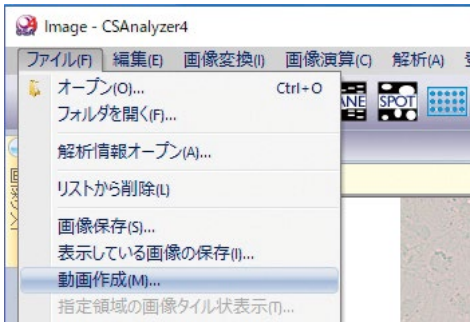 Image - CSAnalyzer4
ファイル(F) 編集(E) 画像変換(I) 画像演算(C) 解析(A)
オープン(O)... Ctrl+O
フォルダを開く(F)...
SPOT
解析情報オープン(A)...
リストから削除(L)
画像保存(S)...
表示している画像の保存(I)...
動画作成(M)...
指定領域の画像タイル状表示(T)...